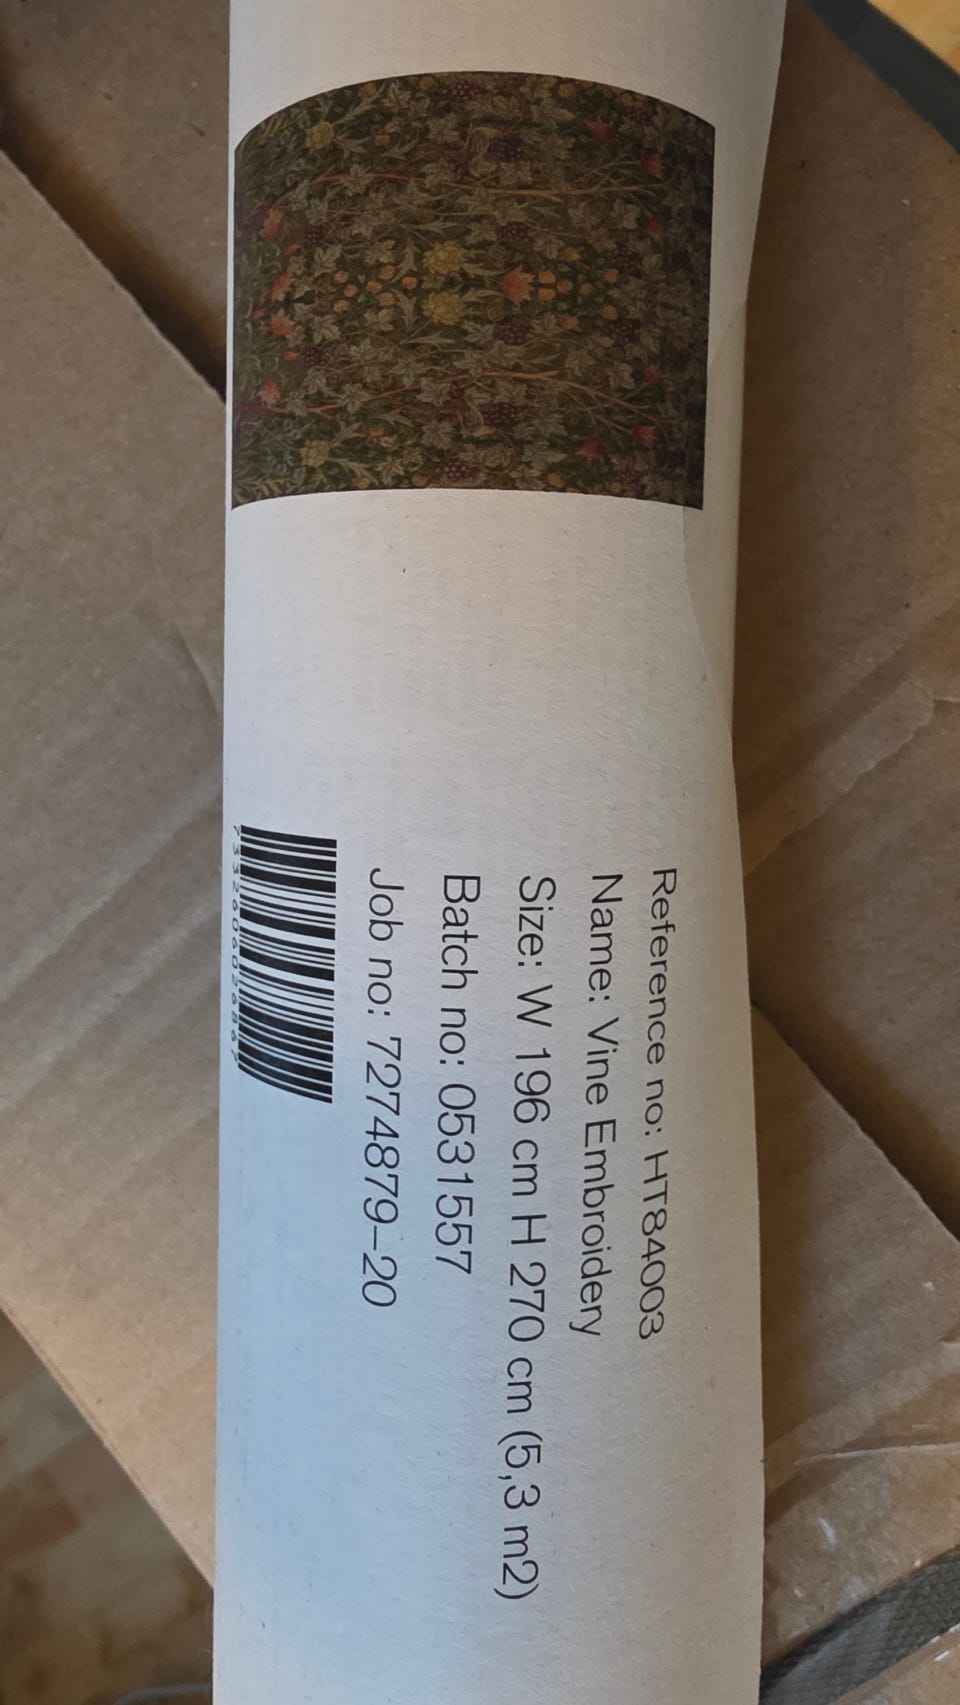 Reference no: HT84003
Name: Vine Embroidery
Size: W 196 cm H 270 cm (5,3 m2)
Batch no: 0531557
Job no: 7274879-20
7332606026867